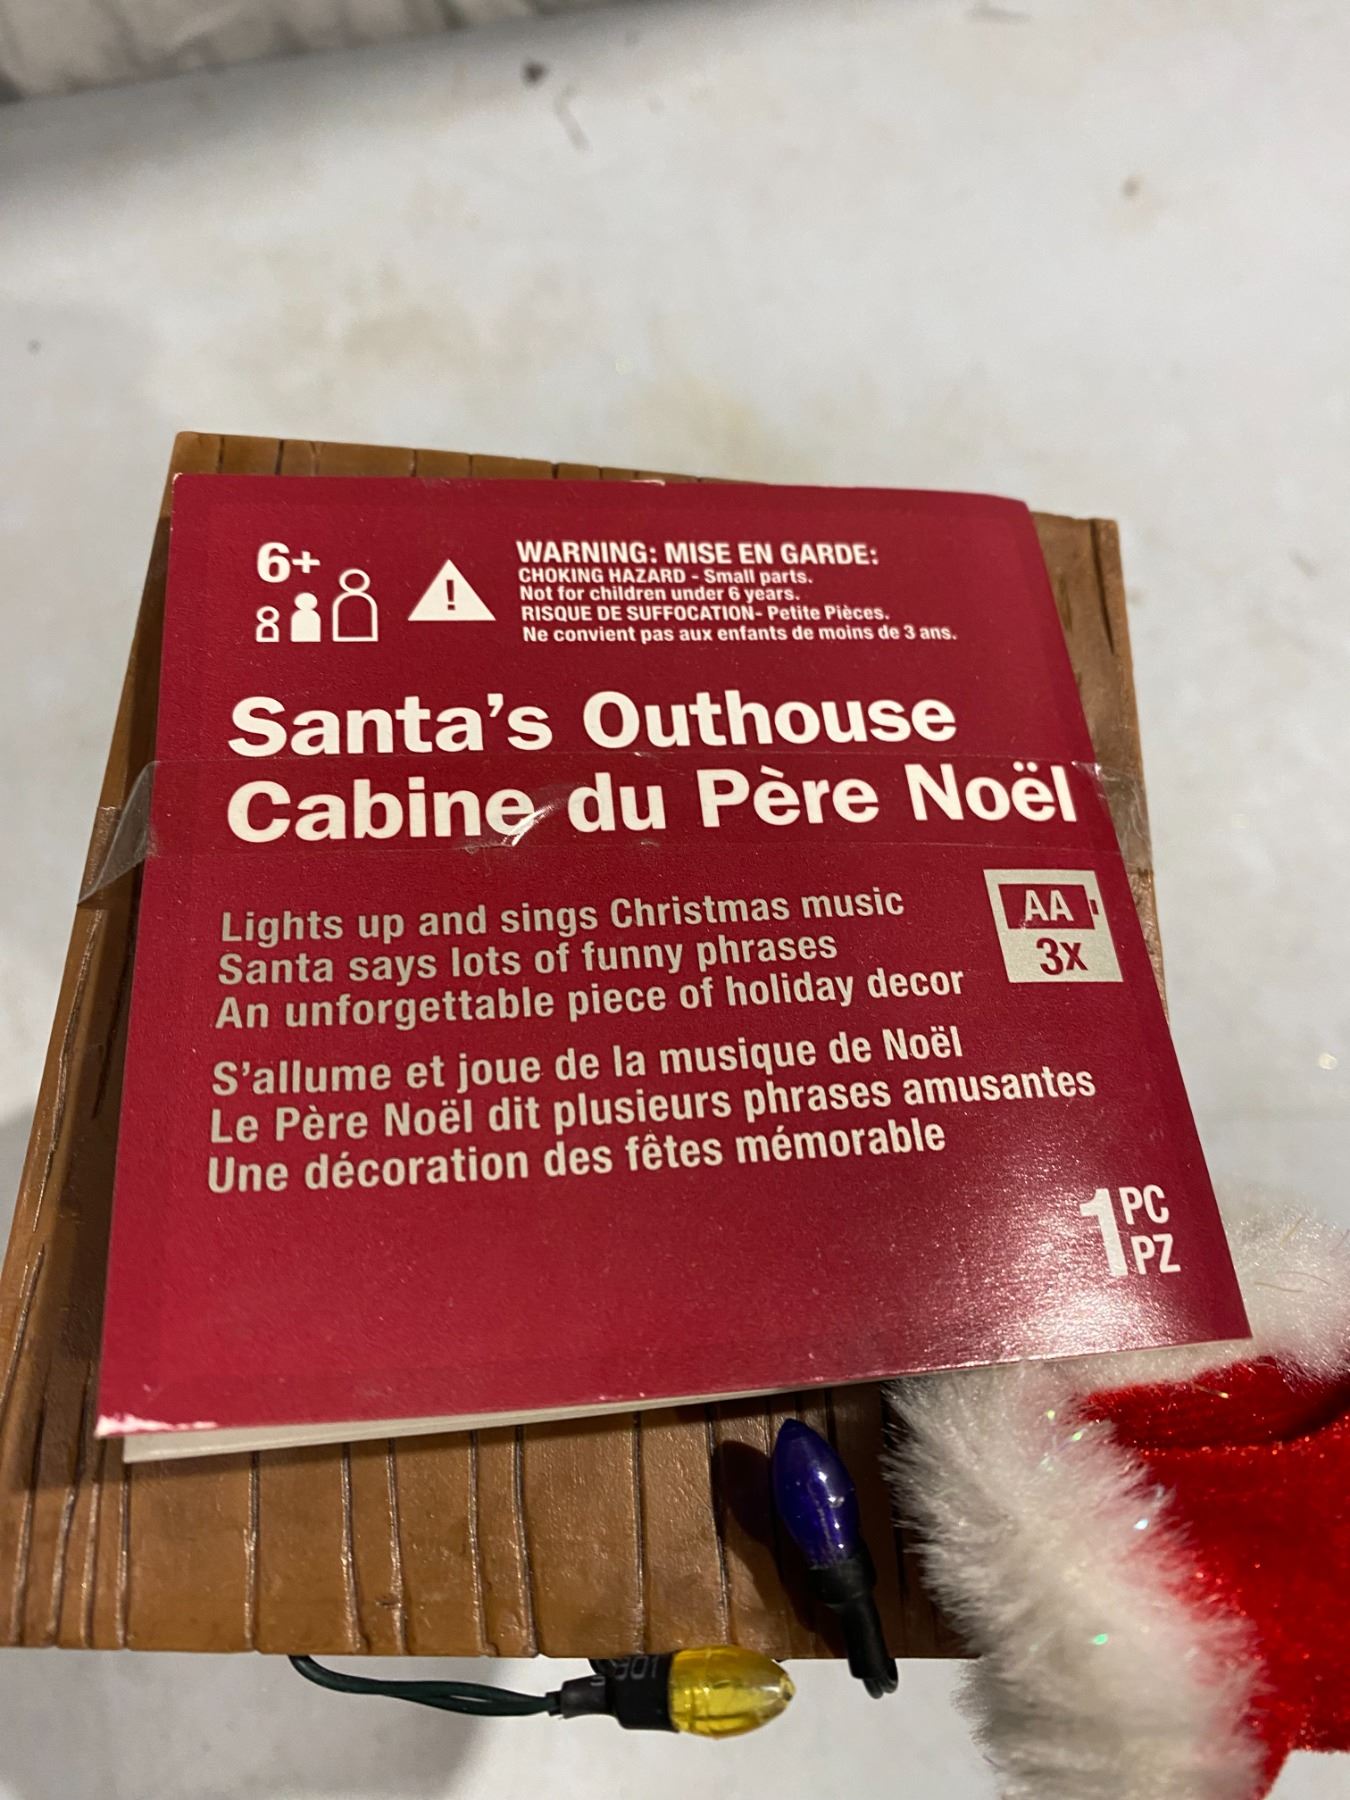 6+
WARNING: MISE EN GARDE:
CHOKING HAZARD - Small parts.
Not for children under 6 years.
RISQUE DE SUFFOCATION- Petite Pièces.
Ne convient pas aux enfants de moins de 3 ans.
Santa's Outhouse
Cabine du Père Noël
Lights up and sings Christmas music
Santa says lots of funny phrases
An unforgettable piece of holiday decor
AA
3x
S'allume et joue de la musique de Noël
Le Père Noël dit plusieurs phrases amusantes
Une décoration des fêtes mémorable
1 PC
PZ